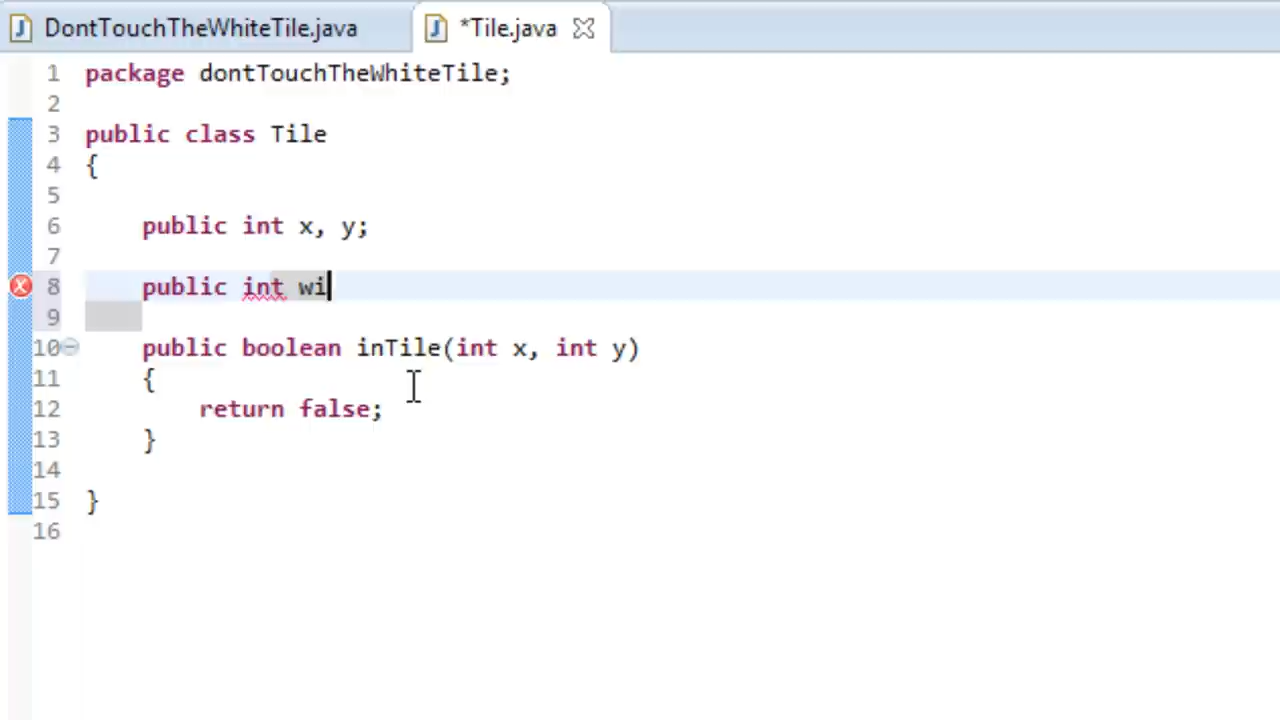 DontTouchTheWhiteTile.java *Tile.java
1 package dontTouchTheWhiteTile;
2
3 public class Tile
4 {
5
6 public int x, y;
7
8 public int wi
9
10 public boolean inTile(int x, int y)
11 {
12 return false;
13 }
14
15 }
16